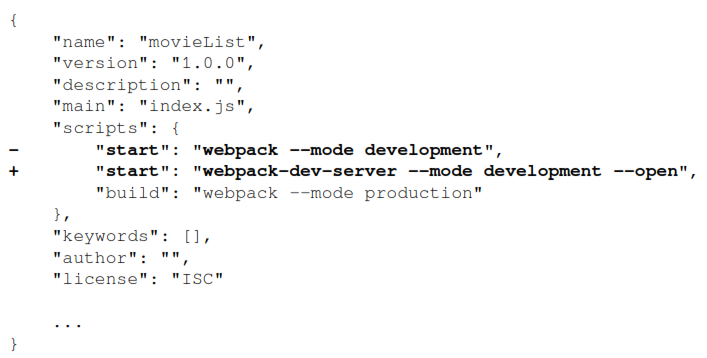 {
    "name": "movieList",
    "version": "1.0.0",
    "description": "",
    "main": "index.js",
    "scripts": {
-       "start": "webpack --mode development",
+       "start": "webpack-dev-server --mode development --open",
        "build": "webpack --mode production"
    },
    "keywords": [],
    "author": "",
    "license": "ISC"

    ...
}